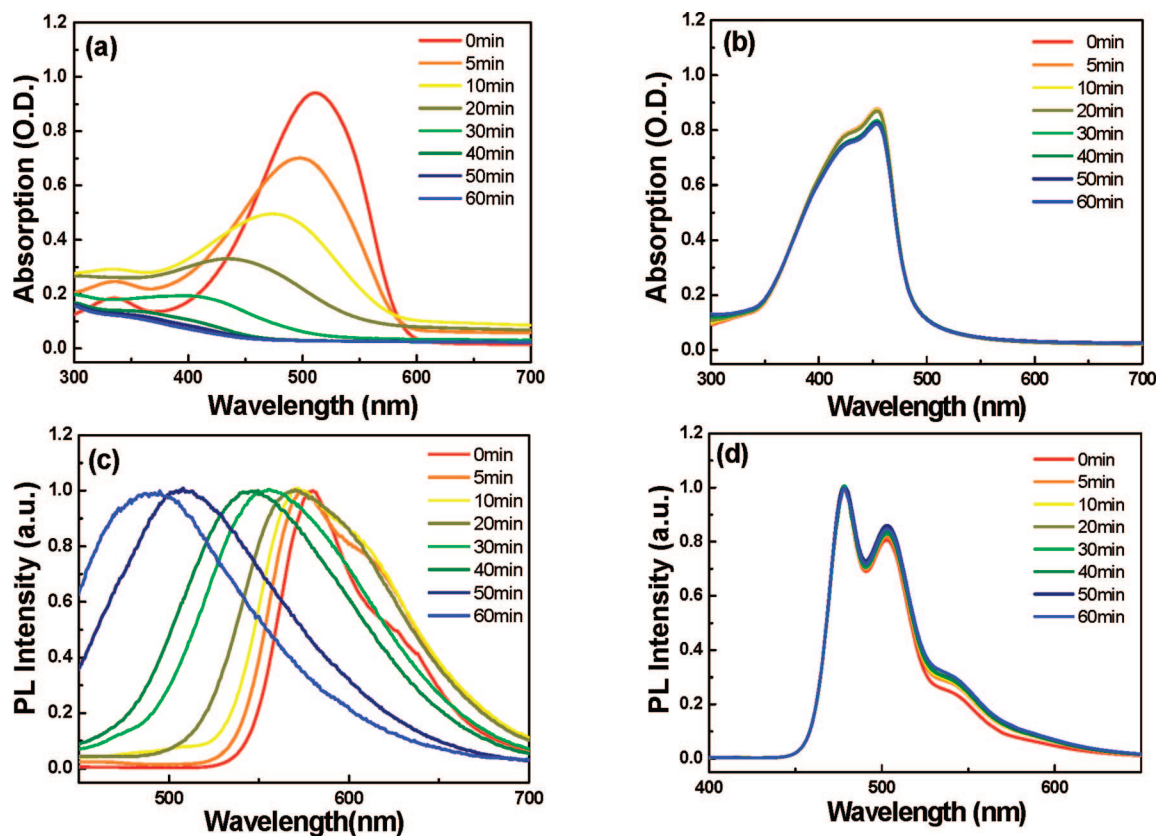 (a)
Absorption (O.D.)
1.2
1.0
0.8
0.6
0.4
0.2
0.0
0min
5min
10min
20min
30min
40min
50min
60min
300 400 500 600 700
Wavelength (nm)
(b)
Absorption (O.D.)
1.2
1.0
0.8
0.6
0.4
0.2
0.0
0min
5min
10min
20min
30min
40min
50min
60min
300 400 500 600 700
Wavelength (nm)
(c)
PL Intensity (a.u.)
1.2
1.0
0.8
0.6
0.4
0.2
0.0
0min
5min
10min
20min
30min
40min
50min
60min
500 600 700
Wavelength(nm)
(d)
PL Intensity (a.u.)
1.2
1.0
0.8
0.6
0.4
0.2
0.0
0min
5min
10min
20min
30min
40min
50min
60min
400 500 600
Wavelength (nm)